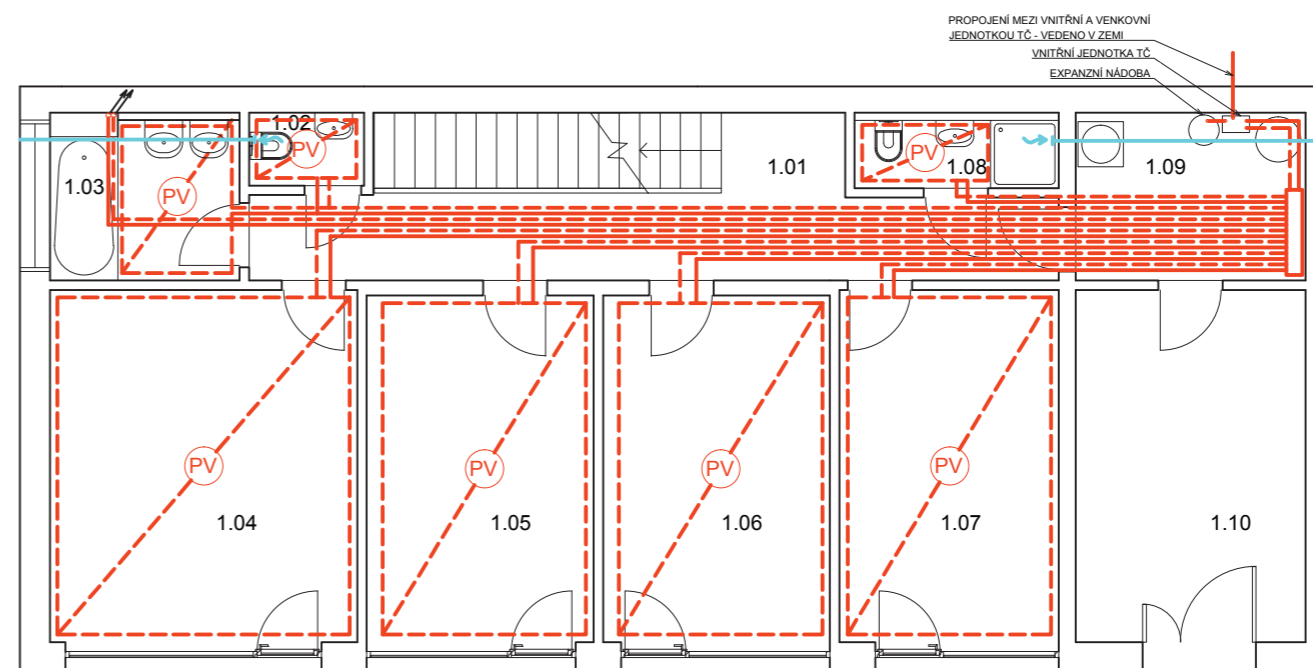 PROPOJENÍ MEZI VNITŘNÍ A VENKOVNÍ
JEDNOTKOU TČ - VEDENO V ZEMI
VNITŘNÍ JEDNOTKA TČ
EXPANZNÍ NÁDOBA
1.02
PV
PV
1.01
1.08
1.09
1.03
PV
PV
PV
PV
PV
1.04
1.05
1.06
1.07
1.10